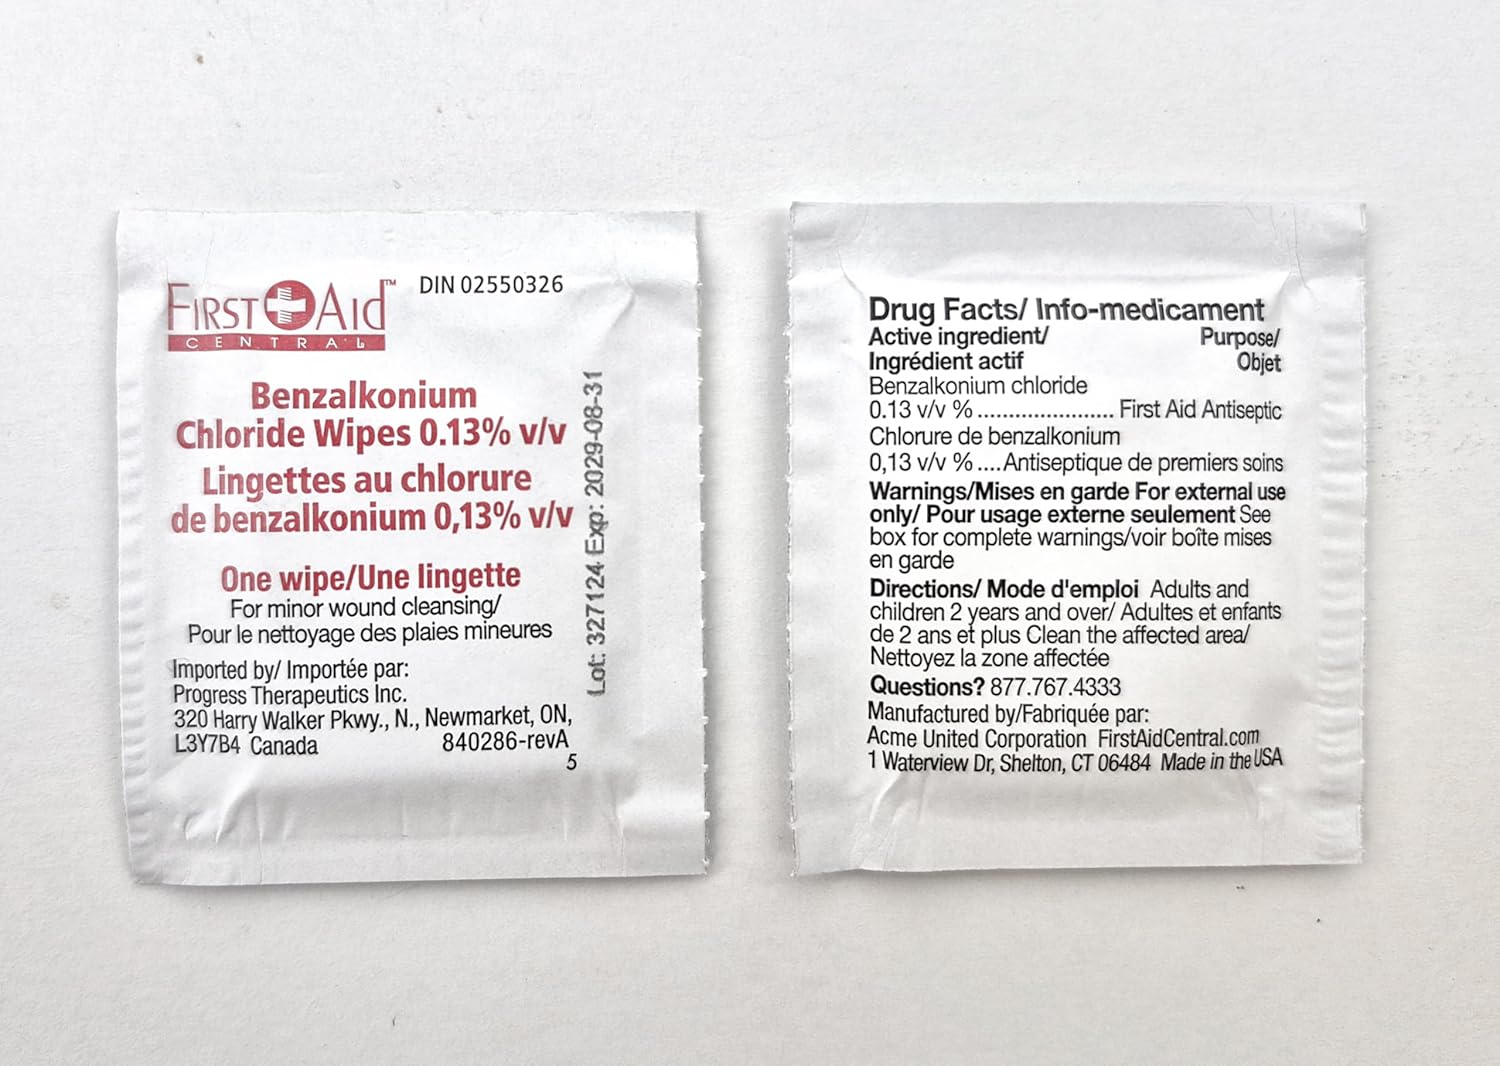 FIRST AID™
CENTRAL
DIN 02550326
Benzalkonium
Chloride Wipes 0.13% v/v
Lingettes au chlorure
de benzalkonium 0,13% v/v
One wipe/Une lingette
For minor wound cleansing/
Pour le nettoyage des plaies mineures
Imported by/ Importée par:
Progress Therapeutics Inc.
320 Harry Walker Pkwy., N., Newmarket, ON,
L3Y7B4 Canada 840286-revA
5
Lot: 327124 Exp: 2029-08-31
Drug Facts/ Info-medicament
Active ingredient/ Purpose/
Ingrédient actif Objet
Benzalkonium chloride
0.13 v/v % ...................... First Aid Antiseptic
Chlorure de benzalkonium
0,13 v/v % ....Antiseptique de premiers soins
Warnings/Mises en garde For external use
only/ Pour usage externe seulement See
box for complete warnings/voir boîte mises
en garde
Directions/ Mode d'emploi Adults and
children 2 years and over/ Adultes et enfants
de 2 ans et plus Clean the affected area/
Nettoyez la zone affectée
Questions? 877.767.4333
Manufactured by/Fabriquée par:
Acme United Corporation FirstAidCentral.com
1 Waterview Dr, Shelton, CT 06484 Made in the USA